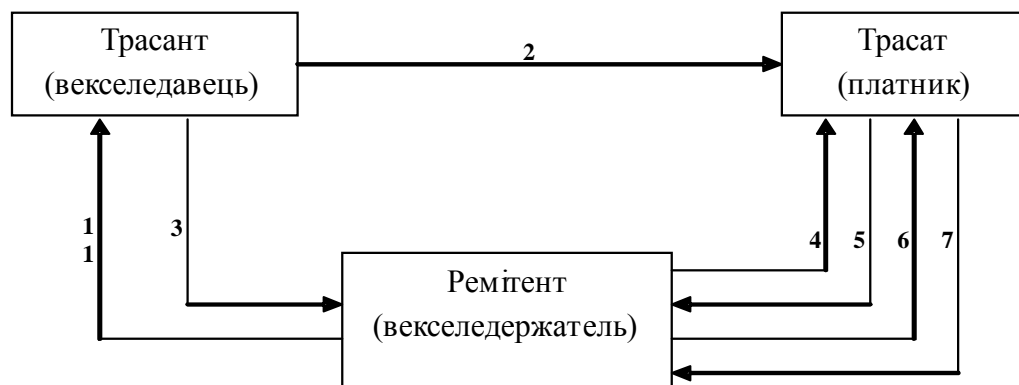 Трасант
(векселедавець)
2
Трасат
(платник)
1
1
3
4
5
6
7
Ремітент
(векселедержатель)